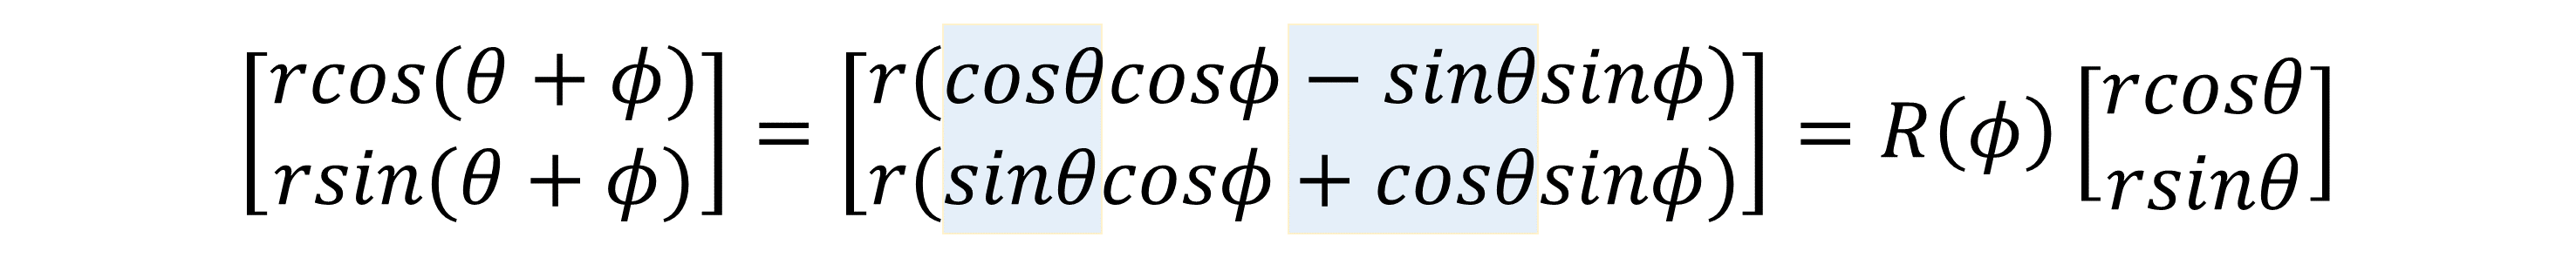 [rcos(θ + ϕ) rsin(θ + ϕ)] = [r(cosθcosϕ − sinθsinϕ) r(sinθcosϕ + cosθsinϕ)] = R(ϕ) [rcosθ rsinθ]